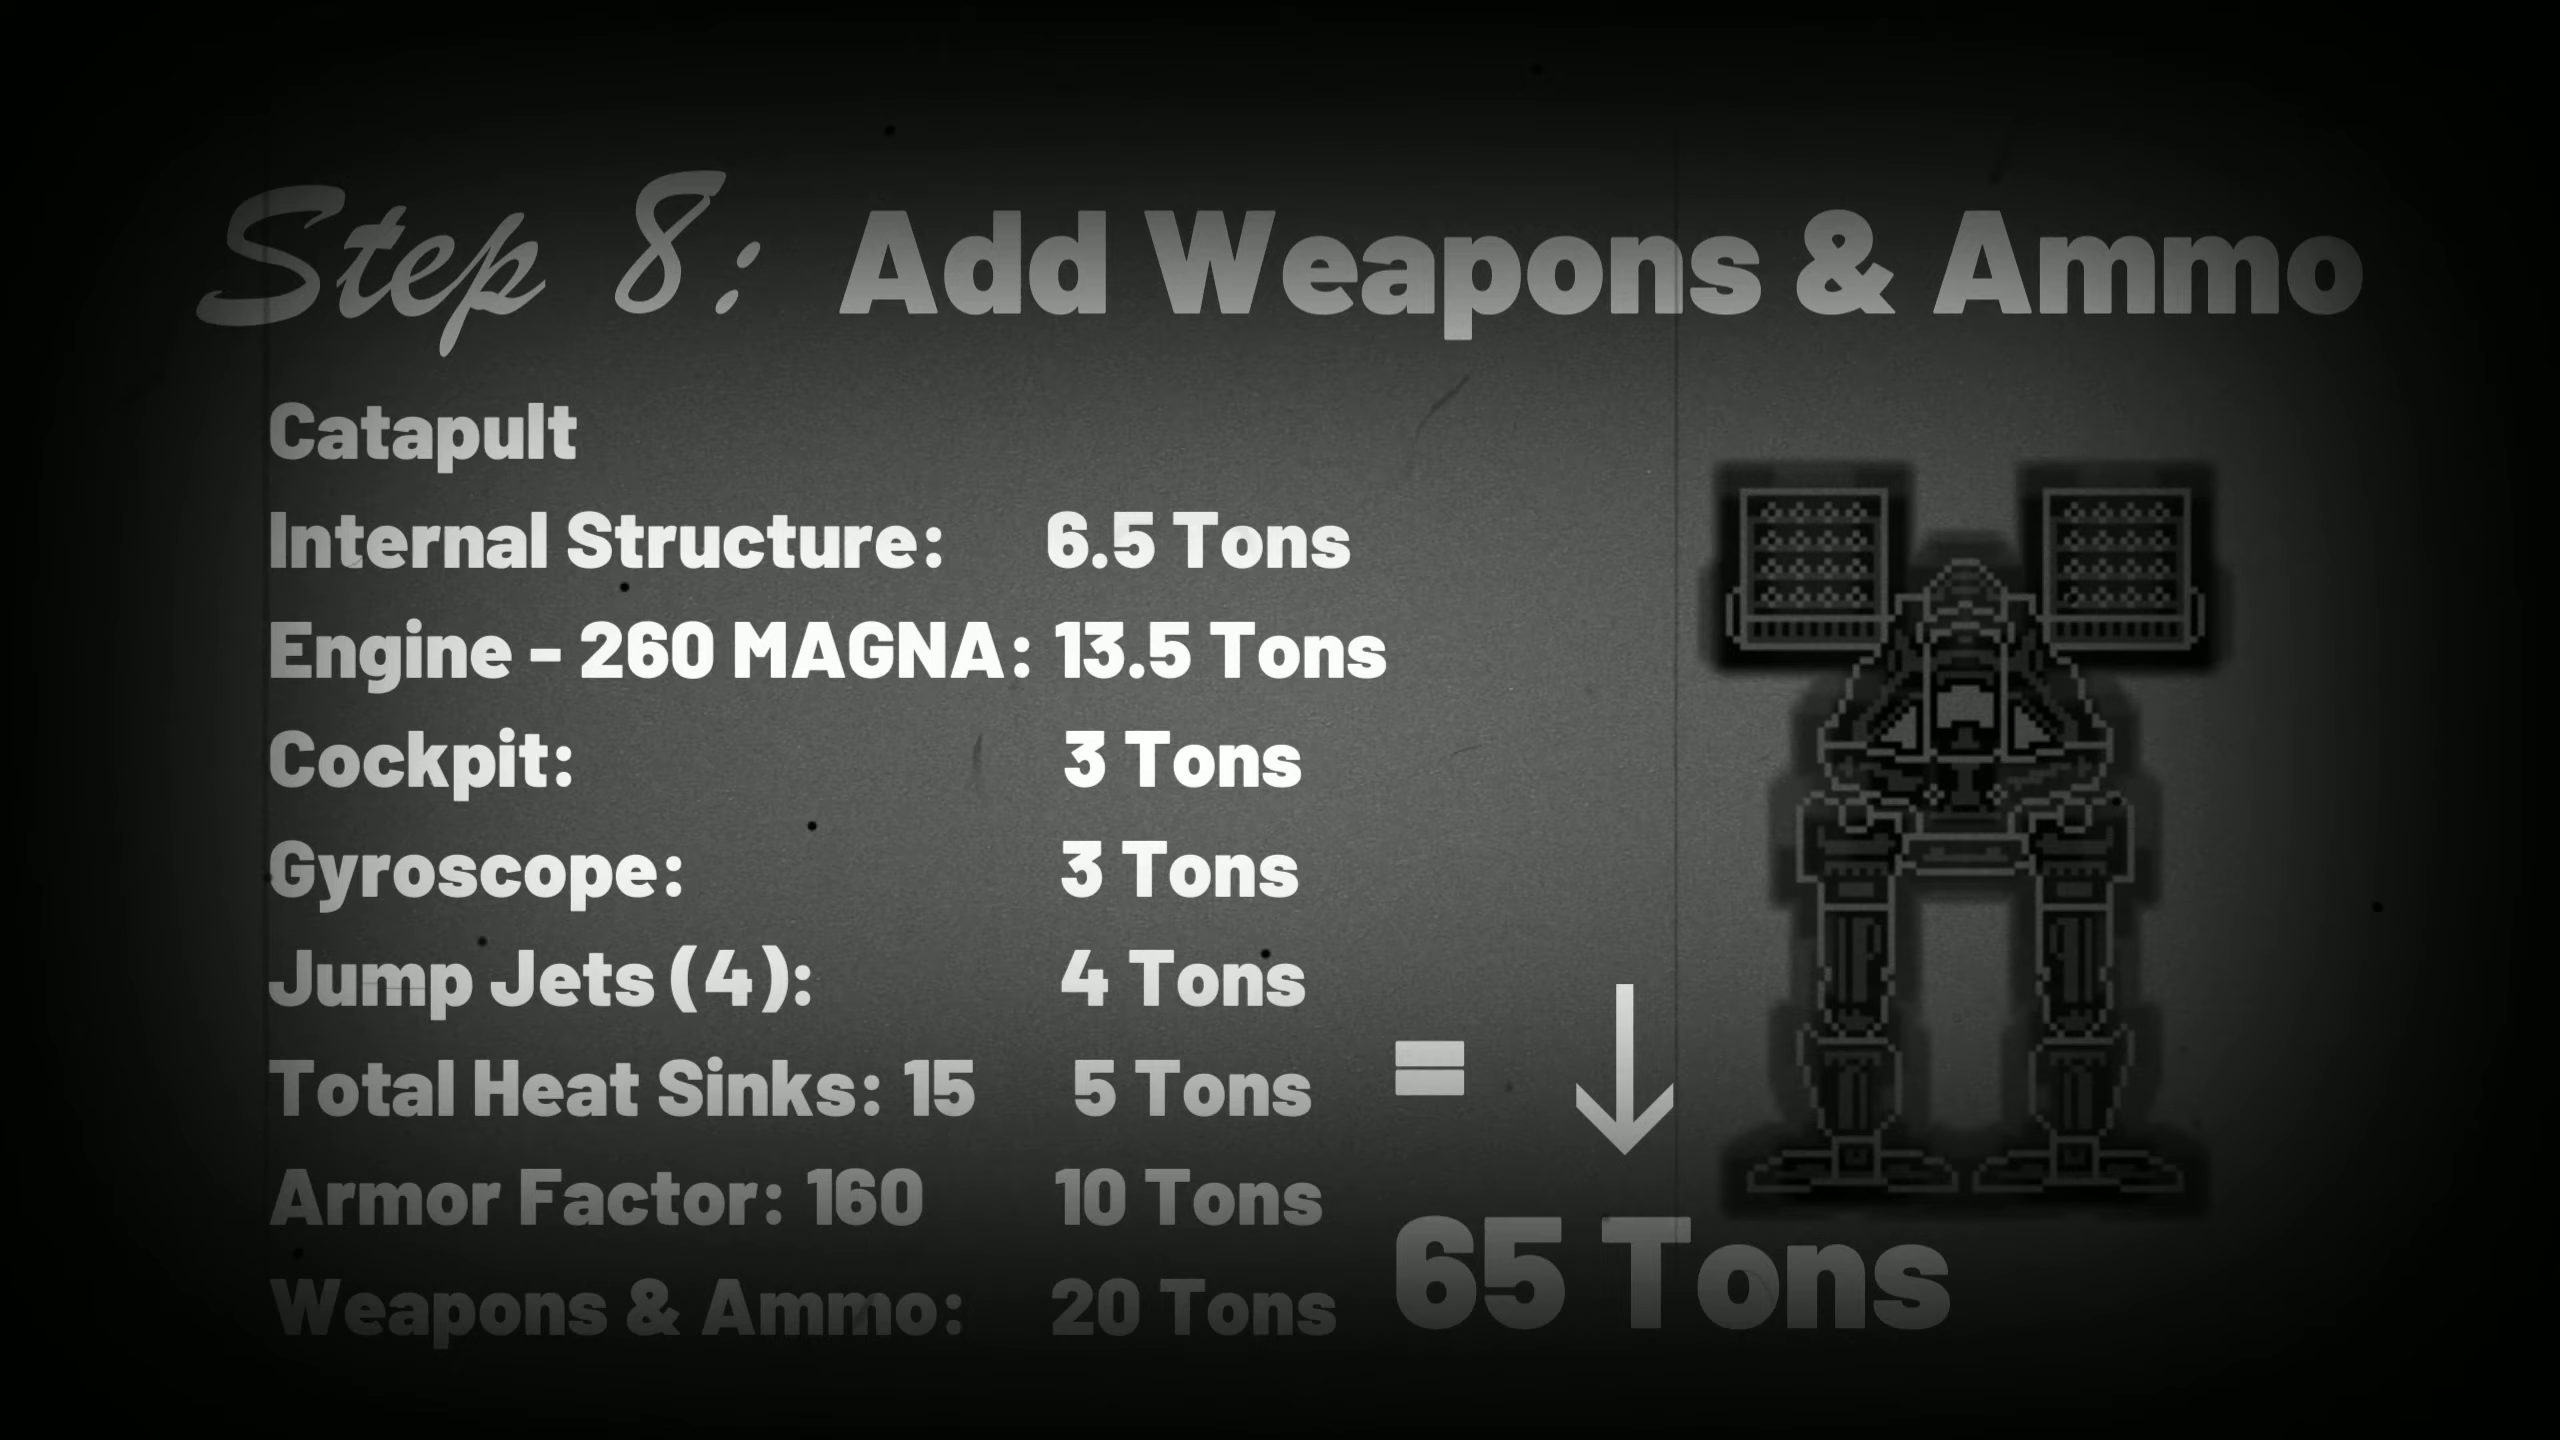 Step 8: Add Weapons & Ammo
Catapult
Internal Structure: 6.5 Tons
Engine - 260 MAGNA: 13.5 Tons
Cockpit: 3 Tons
Gyroscope: 3 Tons
Jump Jets (4): 4 Tons
Total Heat Sinks: 15 5 Tons = ↓
Armor Factor: 160 10 Tons
Weapons & Ammo: 20 Tons 65 Tons